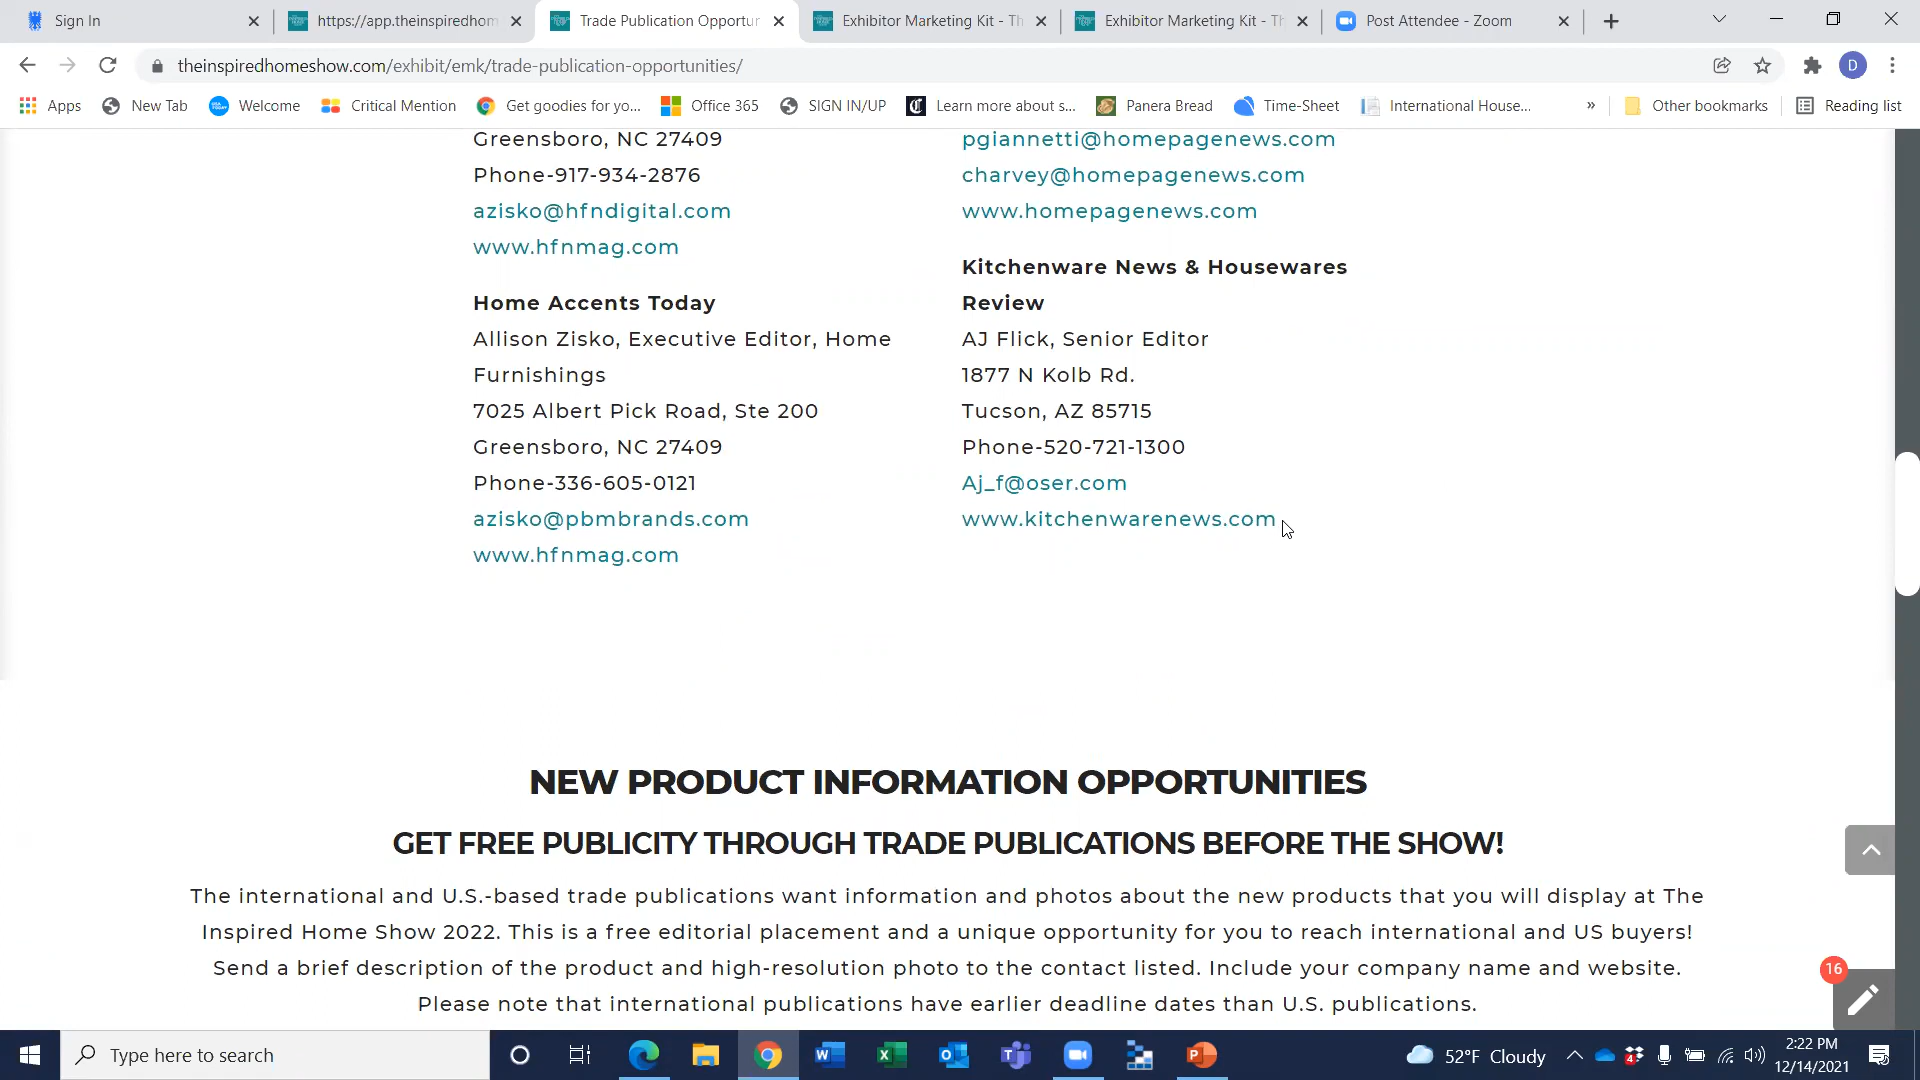 Sign In
https://app.theinspiredhom
Trade Publication Opportur
Exhibitor Marketing Kit - Th
Exhibitor Marketing Kit - Th
Post Attendee - Zoom
theinspiredhomeshow.com/exhibit/emk/trade-publication-opportunities/
D
Apps
New Tab
Welcome
Critical Mention
Get goodies for yo...
Office 365
SIGN IN/UP
Learn more about s...
Panera Bread
Time-Sheet
International House...
»
Other bookmarks
Reading list
Greensboro, NC 27409
Phone-917-934-2876
azisko@hfndigital.com
www.hfnmag.com
Home Accents Today
Allison Zisko, Executive Editor, Home
Furnishings
7025 Albert Pick Road, Ste 200
Greensboro, NC 27409
Phone-336-605-0121
azisko@pbmbrands.com
www.hfnmag.com
pgiannetti@homepagenews.com
charvey@homepagenews.com
www.homepagenews.com
Kitchenware News & Housewares
Review
AJ Flick, Senior Editor
1877 N Kolb Rd.
Tucson, AZ 85715
Phone-520-721-1300
Aj_f@oser.com
www.kitchenwarenews.com
NEW PRODUCT INFORMATION OPPORTUNITIES
GET FREE PUBLICITY THROUGH TRADE PUBLICATIONS BEFORE THE SHOW!
The international and U.S.-based trade publications want information and photos about the new products that you will display at The
Inspired Home Show 2022. This is a free editorial placement and a unique opportunity for you to reach international and US buyers!
Send a brief description of the product and high-resolution photo to the contact listed. Include your company name and website.
Please note that international publications have earlier deadline dates than U.S. publications.
16
Type here to search
52°F Cloudy
4
2:22 PM
12/14/2021